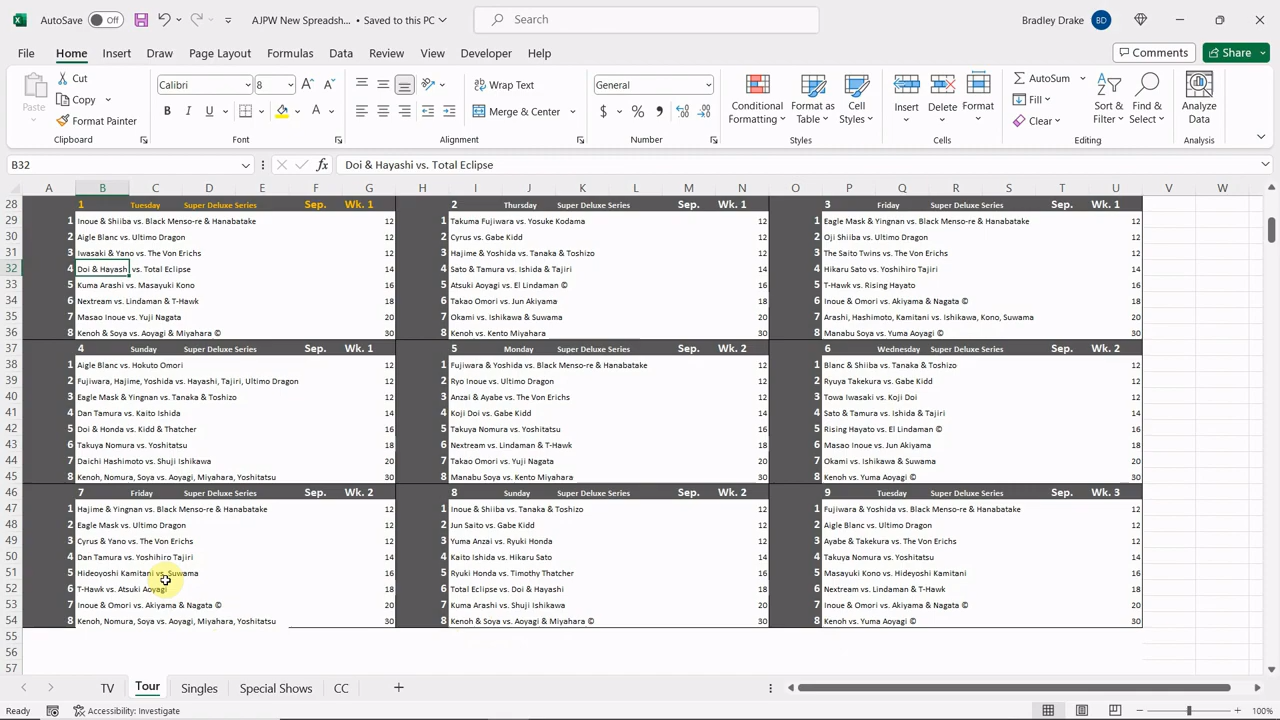 AutoSave Off AJPW New Spreadsh... • Saved to this PC Search Bradley Drake BD
File Home Insert Draw Page Layout Formulas Data Review View Developer Help Comments Share
Paste Cut Copy Format Painter Clipboard
Calibri 8 B I U Font
Wrap Text Merge & Center Alignment
General $ % , Number
Conditional Formatting Format as Table Cell Styles Styles
Insert Delete Format Cells
AutoSum Fill Clear Sort & Filter Find & Select Editing
Analyze Data Analysis
B32 fx Doi & Hayashi vs. Total Eclipse
A B C D E F G H I J K L M N O P Q R S T U V W
28 1 Tuesday Super Deluxe Series Sep. Wk. 1 2 Thursday Super Deluxe Series Sep. Wk. 1 3 Friday Super Deluxe Series Sep. Wk. 1
29 1 Inoue & Shiiba vs. Black Menso-re & Hanabatake 12 1 Takuma Fujiwara vs. Yosuke Kodama 12 1 Eagle Mask & Yingnan vs. Black Menso-re & Hanabatake 12
30 2 Aigle Blanc vs. Ultimo Dragon 12 2 Cyrus vs. Gabe Kidd 12 2 Oji Shiiba vs. Ultimo Dragon 12
31 3 Iwasaki & Yano vs. The Von Erichs 12 3 Hajime & Yoshida vs. Tanaka & Tochizo 12 3 The Saito Twins vs. The Von Erichs 12
32 4 Doi & Hayash vs. Total Eclipse 14 4 Sato & Tamura vs. Ishida & Tajiri 14 4 Hikaru Sato vs. Yoshihiro Tajiri 14
33 5 Kuma Arashi vs. Masayuki Kono 16 5 Atsuki Aoyagi vs. El Lindaman © 16 5 T-Hawk vs. Rising Hayato 16
34 6 Nextream vs. Lindaman & T-Hawk 18 6 Takao Omori vs. Jun Akiyama 18 6 Inoue & Omori vs. Akiyama & Nagata © 18
35 7 Masao Inoue vs. Yuji Nagata 20 7 Okami vs. Ishikawa & Suwama 20 7 Arashi, Hashimoto, Kamitani vs. Ishikawa, Kono, Suwama 20
36 8 Kenoh & Soya vs. Aoyagi & Miyahara © 30 8 Kenoh vs. Kento Miyahara 30 8 Manabu Soya vs. Yuma Aoyagi © 30
37 4 Sunday Super Deluxe Series Sep. Wk. 1 5 Monday Super Deluxe Series Sep. Wk. 2 6 Wednesday Super Deluxe Series Sep. Wk. 2
38 1 Aigle Blanc vs. Hokuto Omori 12 1 Fujiwara & Yoshida vs. Black Menso-re & Hanabatake 12 1 Blanc & Shiiba vs. Tanaka & Tochizo 12
39 2 Fujiwara, Hajime, Yoshida vs. Hayashi, Tajiri, Ultimo Dragon 12 2 Ryo Inoue vs. Ultimo Dragon 12 2 Ryuya Takekura vs. Gabe Kidd 12
40 3 Eagle Mask & Yingnan vs. Tanaka & Tochizo 12 3 Anzai & Ayabe vs. The Von Erichs 12 3 Towa Iwasaki vs. Koji Doi 12
41 4 Dan Tamura vs. Kaito Ishida 14 4 Koji Doi vs. Gabe Kidd 14 4 Sato & Tamura vs. Ishida & Tajiri 14
42 5 Doi & Honda vs. Kidd & Thatcher 16 5 Takuya Nomura vs. Yoshitatsu 16 5 Rising Hayato vs. El Lindaman © 16
43 6 Takuya Nomura vs. Yoshitatsu 18 6 Nextream vs. Lindaman & T-Hawk 18 6 Masao Inoue vs. Jun Akiyama 18
44 7 Daichi Hashimoto vs. Shuji Ishikawa 20 7 Takao Omori vs. Yuji Nagata 20 7 Okami vs. Ishikawa & Suwama 20
45 8 Kenoh, Nomura, Soya vs. Aoyagi, Miyahara, Yoshitatsu 30 8 Manabu Soya vs. Kento Miyahara 30 8 Kenoh vs. Yuma Aoyagi © 30
46 7 Friday Super Deluxe Series Sep. Wk. 2 8 Sunday Super Deluxe Series Sep. Wk. 2 9 Tuesday Super Deluxe Series Sep. Wk. 3
47 1 Hajime & Yingnan vs. Black Menso-re & Hanabatake 12 1 Inoue & Shiiba vs. Tanaka & Tochizo 12 1 Fujiwara & Yoshida vs. Black Menso-re & Hanabatake 12
48 2 Eagle Mask vs. Ultimo Dragon 12 2 Jun Saito vs. Gabe Kidd 12 2 Aigle Blanc vs. Ultimo Dragon 12
49 3 Cyrus & Yano vs. The Von Erichs 12 3 Yuma Anzai vs. Ryuki Honda 12 3 Ayabe & Takekura vs. The Von Erichs 12
50 4 Dan Tamura vs. Yoshihiro Tajiri 14 4 Kaito Ishida vs. Hikaru Sato 14 4 Takuya Nomura vs. Yoshitatsu 14
51 5 Hideoyoshi Kamitani vs. Suwama 16 5 Ryuki Honda vs. Timothy Thatcher 16 5 Masayuki Kono vs. Hideyoshi Kamitani 16
52 6 T-Hawk vs. Atsuki Aoyagi 18 6 Total Eclipse vs. Doi & Hayashi 18 6 Nextream vs. Lindaman & T-Hawk 18
53 7 Inoue & Omori vs. Akiyama & Nagata © 20 7 Kuma Arashi vs. Shuji Ishikawa 20 7 Inoue & Omori vs. Akiyama & Nagata © 20
54 8 Kenoh, Nomura, Soya vs. Aoyagi, Miyahara, Yoshitatsu 30 8 Kenoh & Soya vs. Aoyagi & Miyahara © 30 8 Kenoh vs. Yuma Aoyagi © 30
55
56
57
TV Tour Singles Special Shows CC
Ready Accessibility: Investigate 100%